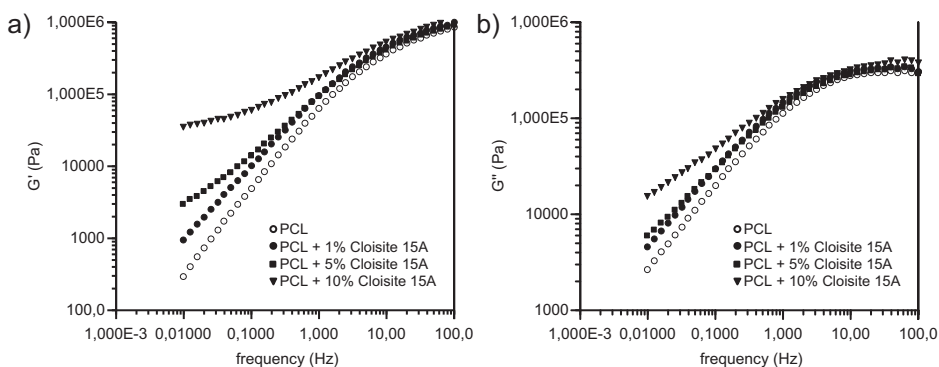 a)
1,000E6
1,000E5
10000
1000
100,0
G' (Pa)
PCL
PCL + 1% Cloisite 15A
PCL + 5% Cloisite 15A
PCL + 10% Cloisite 15A
1,000E-3 0,01000 0,1000 1,000 10,00 100,0
frequency (Hz)
b)
1,000E6
1,000E5
10000
1000
G'' (Pa)
PCL
PCL + 1% Cloisite 15A
PCL + 5% Cloisite 15A
PCL + 10% Cloisite 15A
1,000E-3 0,01000 0,1000 1,000 10,00 100,0
frequency (Hz)